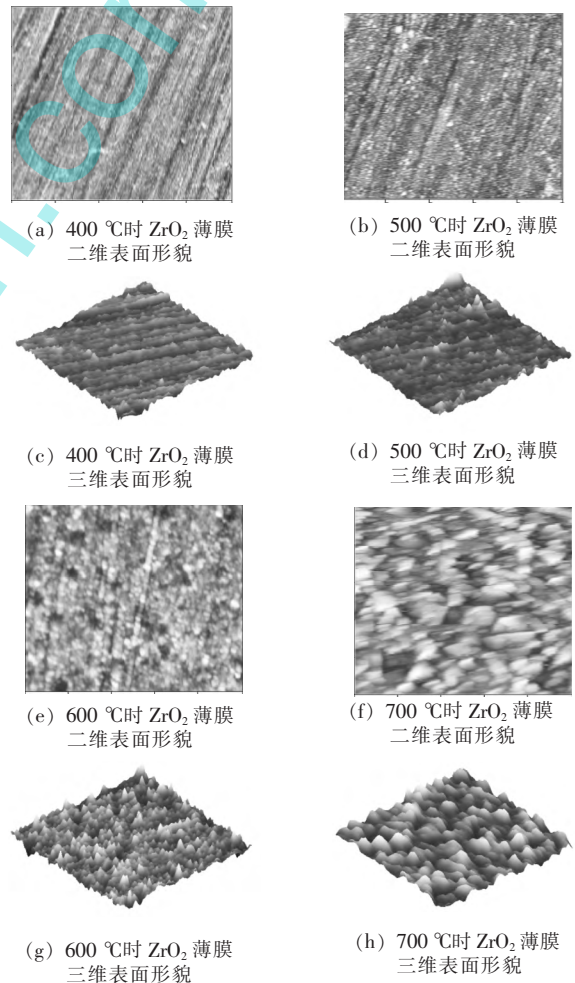 (a) 400 ℃时 ZrO₂ 薄膜
二维表面形貌
(b) 500 ℃时 ZrO₂ 薄膜
二维表面形貌
(c) 400 ℃时 ZrO₂ 薄膜
三维表面形貌
(d) 500 ℃时 ZrO₂ 薄膜
三维表面形貌
(e) 600 ℃时 ZrO₂ 薄膜
二维表面形貌
(f) 700 ℃时 ZrO₂ 薄膜
二维表面形貌
(g) 600 ℃时 ZrO₂ 薄膜
三维表面形貌
(h) 700 ℃时 ZrO₂ 薄膜
三维表面形貌